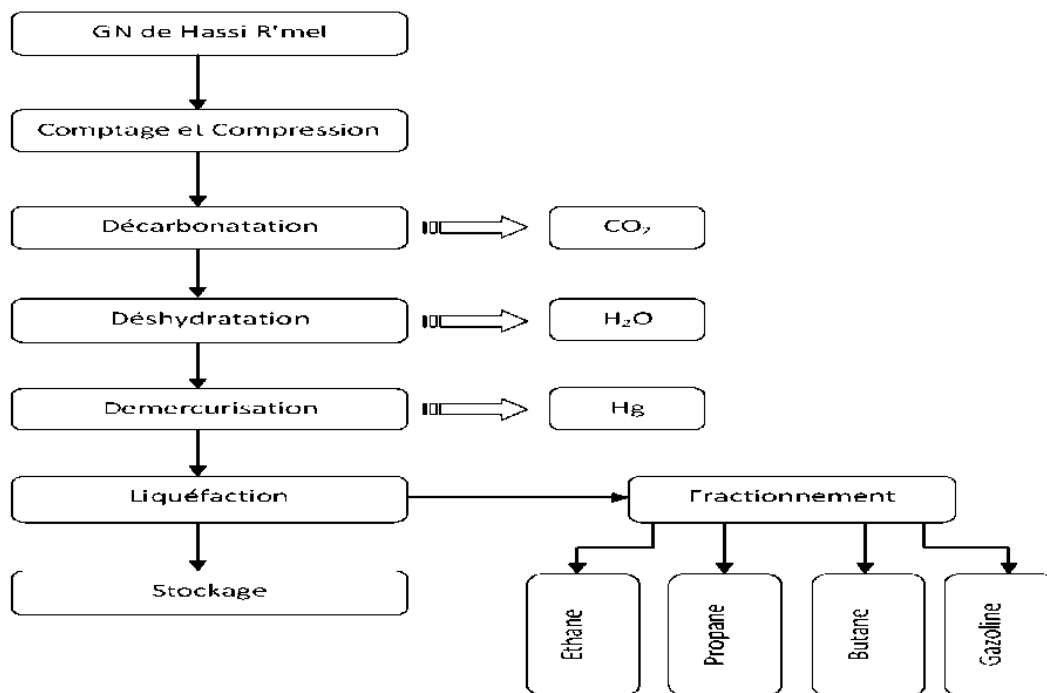 GN de Hassi R'mel
Comptage et Compression
Décarbonatation
CO₂
Déshydratation
H₂O
Demercurisation
Hg
Liquéfaction
Fractionnement
Stockage
Ethane
Propane
Butane
Gazoline